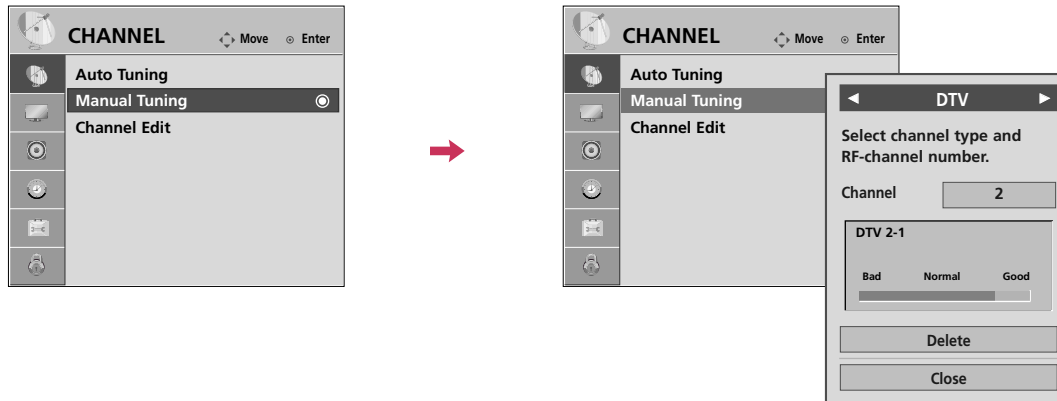 CHANNEL Move Enter
Auto Tuning
Manual Tuning
Channel Edit
CHANNEL Move Enter
Auto Tuning
Manual Tuning
Channel Edit
DTV
Select channel type and
RF-channel number.
Channel 2
DTV 2-1
Bad Normal Good
Delete
Close